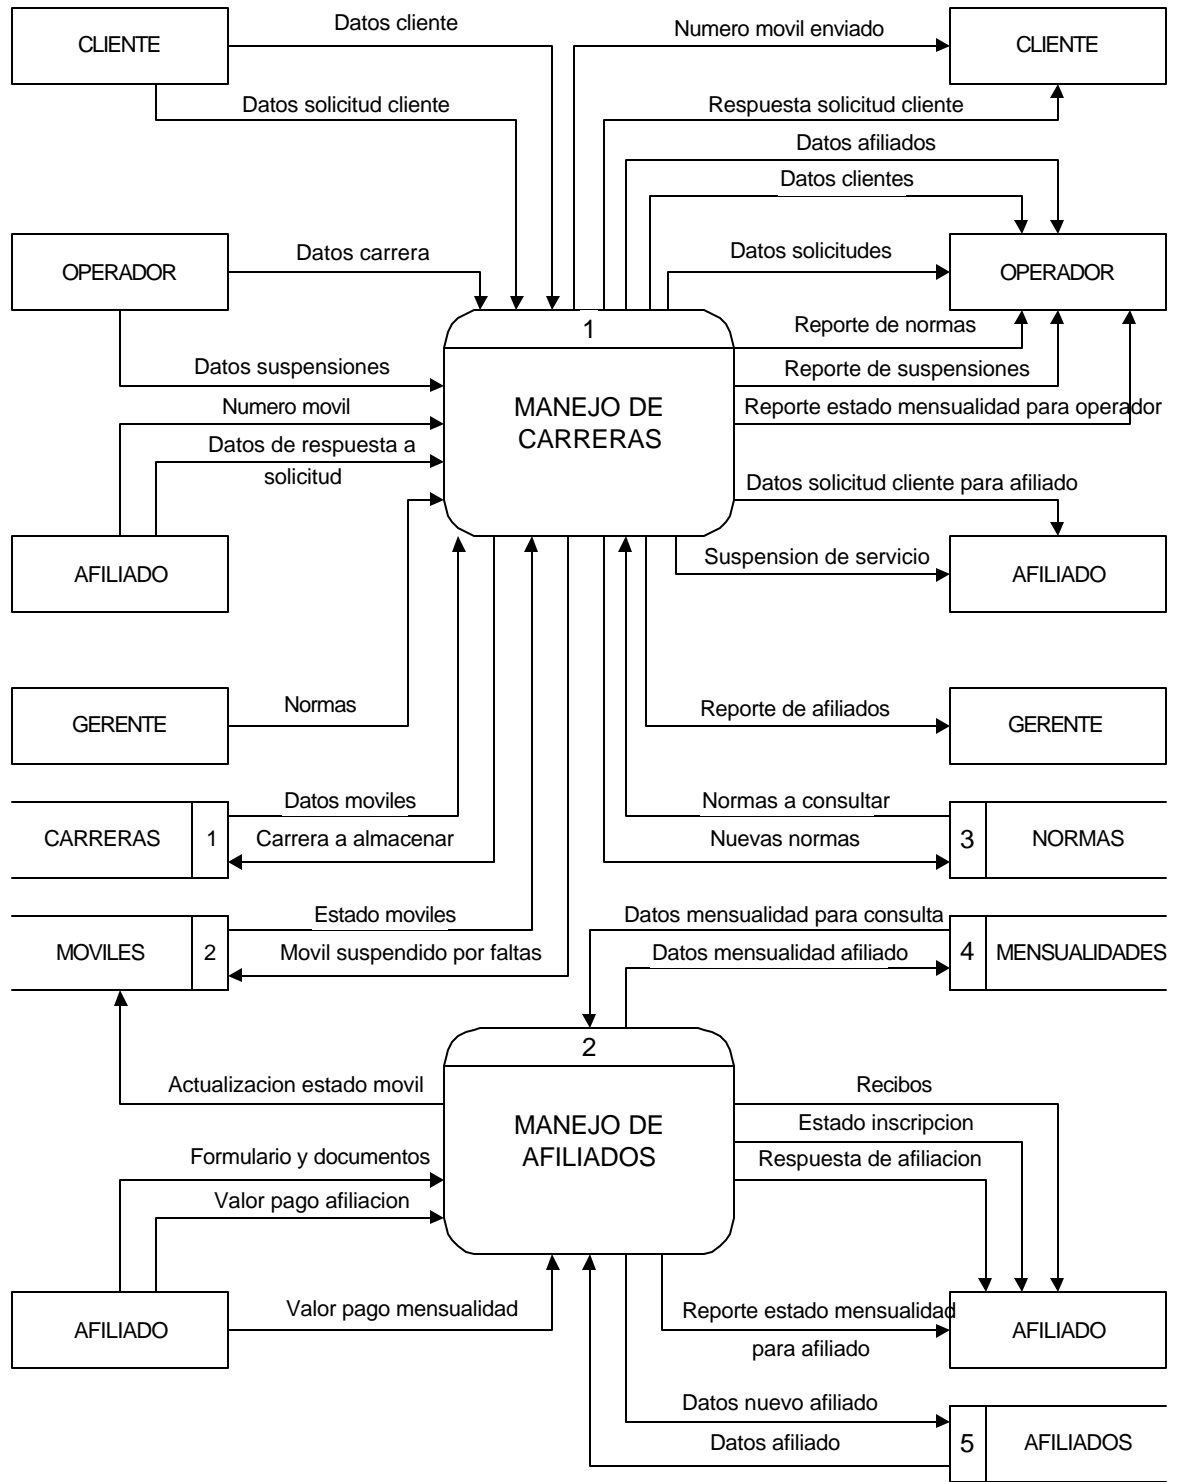 Datos cliente
Numero movil enviado
CLIENTE
CLIENTE
Datos solicitud cliente
Respuesta solicitud cliente
Datos afiliados
Datos clientes
Datos carrera
Datos solicitudes
OPERADOR
OPERADOR
1
Reporte de normas
Datos suspensiones
Reporte de suspensiones
Numero movil
MANEJO DE
CARRERAS
Reporte estado mensualidad para operador
Datos de respuesta a
solicitud
Datos solicitud cliente para afiliado
Suspension de servicio
AFILIADO
AFILIADO
Normas
Reporte de afiliados
GERENTE
GERENTE
Datos moviles
Normas a consultar
CARRERAS
1
Carrera a almacenar
Nuevas normas
3
NORMAS
Estado moviles
Datos mensualidad para consulta
MOVILES
2
Movil suspendido por faltas
Datos mensualidad afiliado
4
MENSUALIDADES
2
Actualizacion estado movil
Recibos
MANEJO DE
AFILIADOS
Estado inscripcion
Formulario y documentos
Respuesta de afiliacion
Valor pago afiliacion
Valor pago mensualidad
Reporte estado mensualidad
para afiliado
AFILIADO
AFILIADO
Datos nuevo afiliado
Datos afiliado
5
AFILIADOS